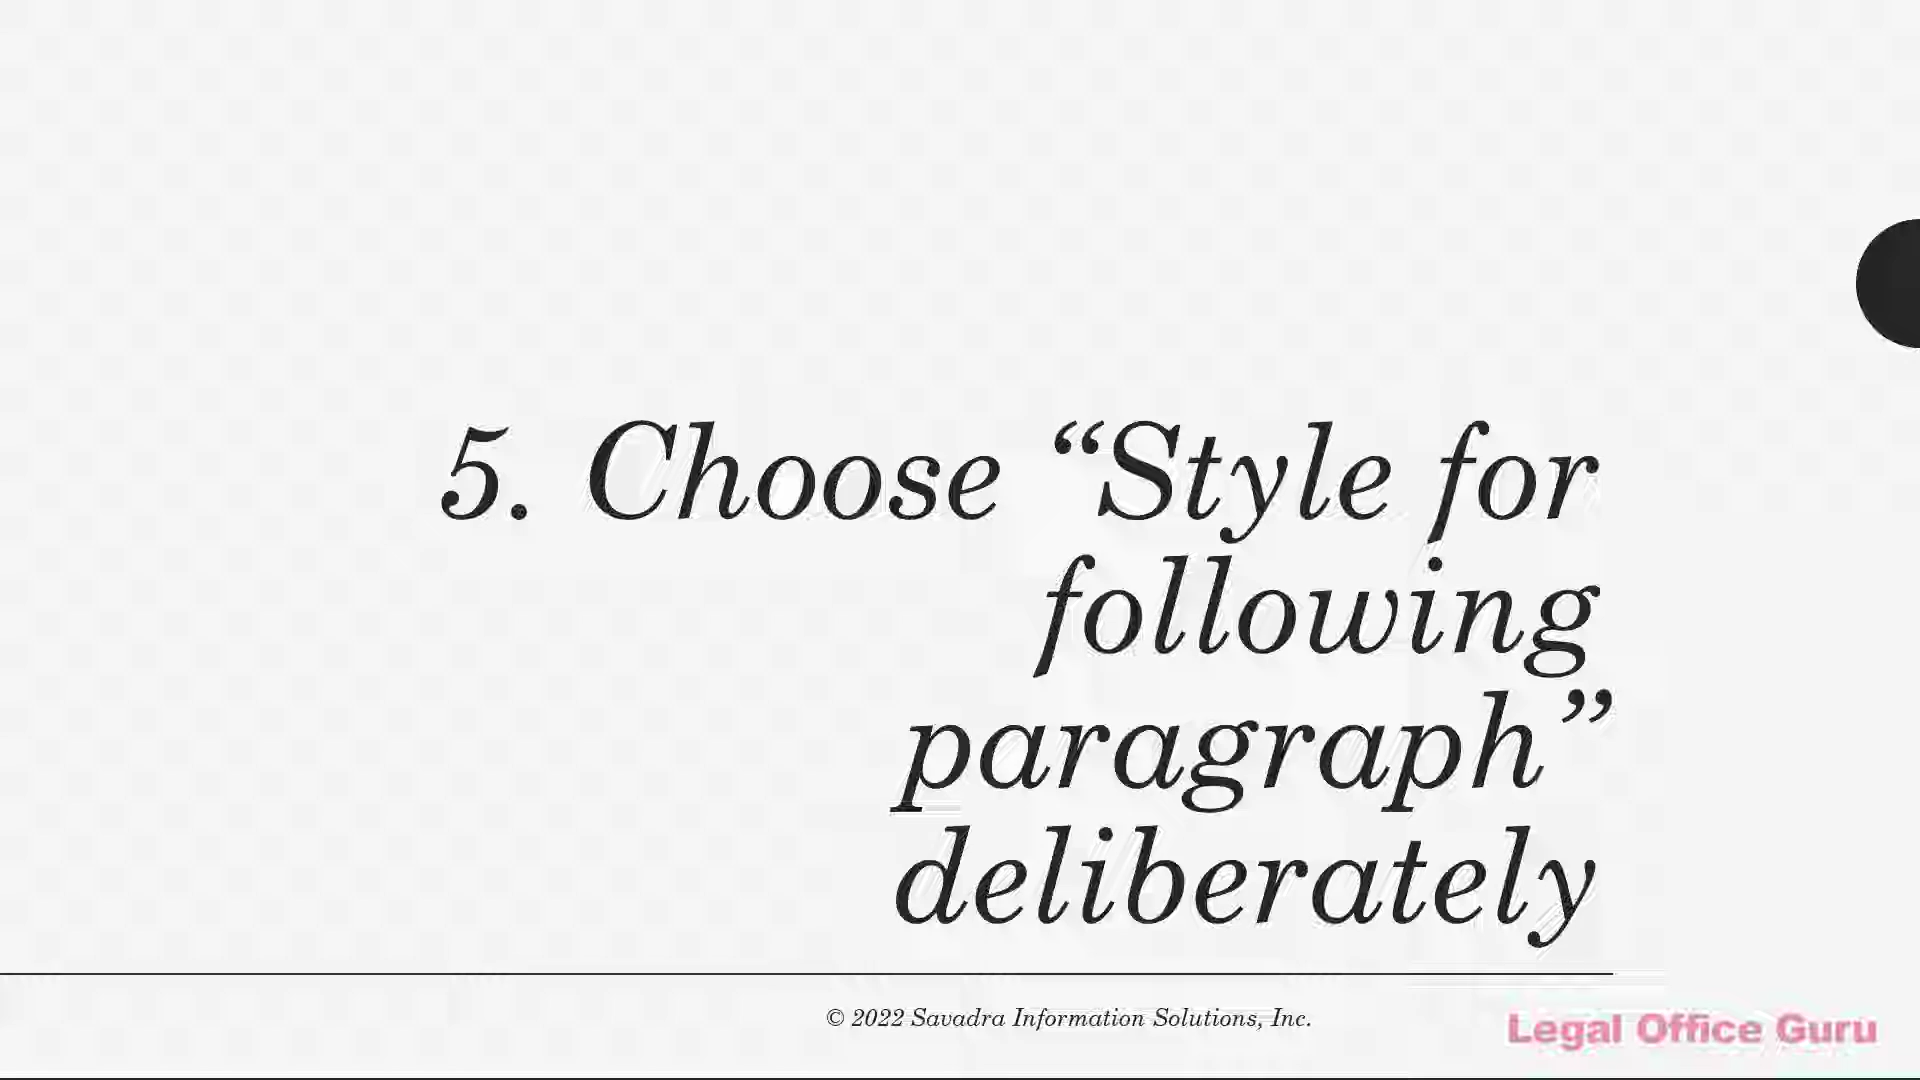 5. Choose “Style for
following
paragraph”
deliberately
© 2022 Savadra Information Solutions, Inc.
Legal Office Guru